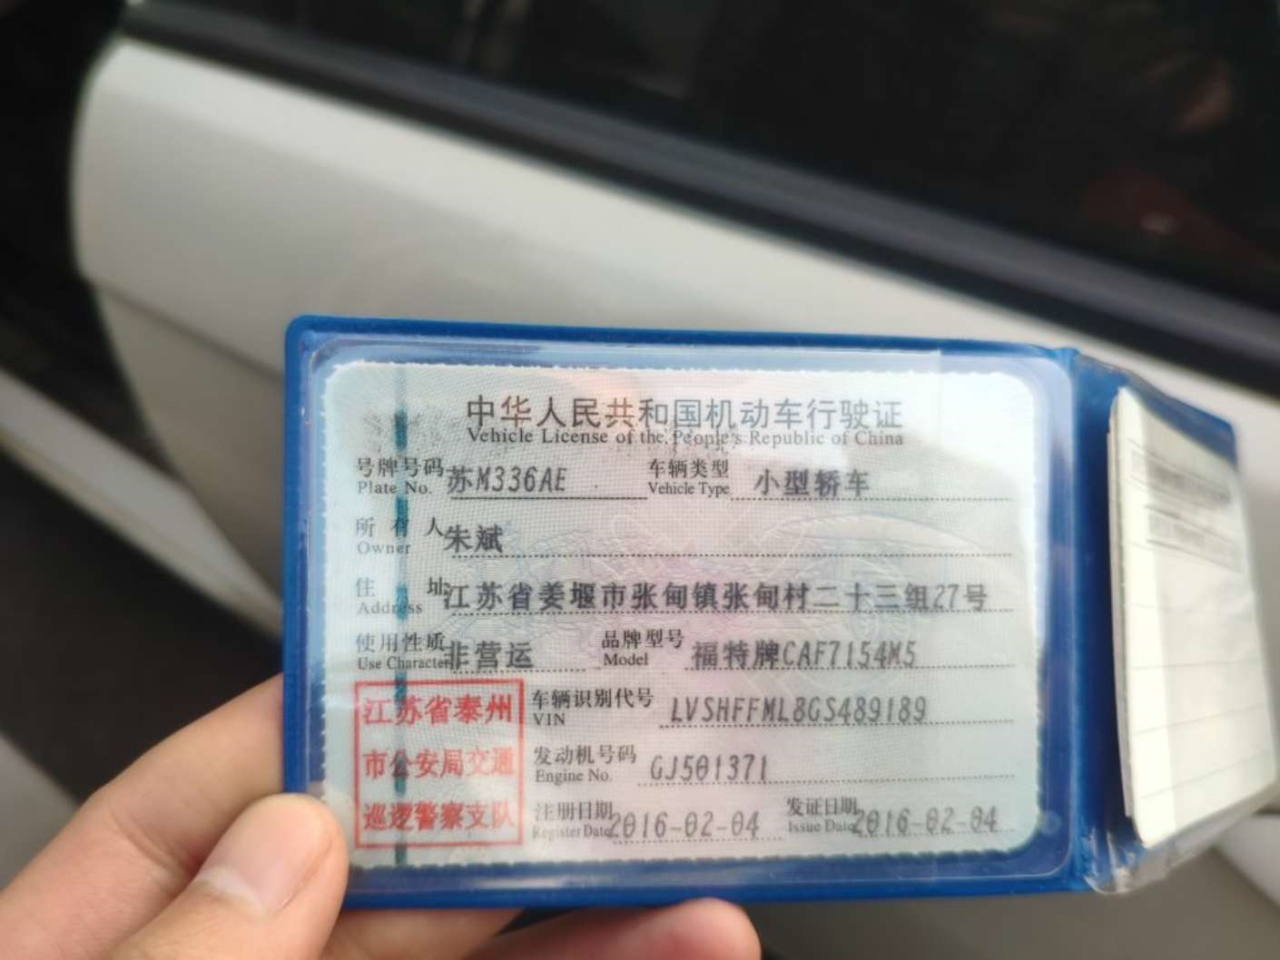 中华人民共和国机动车行驶证
Vehicle License of the People's Republic of China
号牌号码 苏M336AE 车辆类型 小型轿车
Plate No. Vehicle Type
所有人 朱斌
Owner
住址 江苏省姜堰市张甸镇张甸村二十三组27号
Address
使用性质 非营运 品牌型号 福特牌CAF7154M5
Use Character Model
江苏省泰州 车辆识别代号 LVSHFFML8GS489189
VIN
市公安局交通 发动机号码 GJ501371
Engine No.
巡逻警察支队 注册日期 2016-02-04 发证日期 2016-02-04
Register Date Issue Date